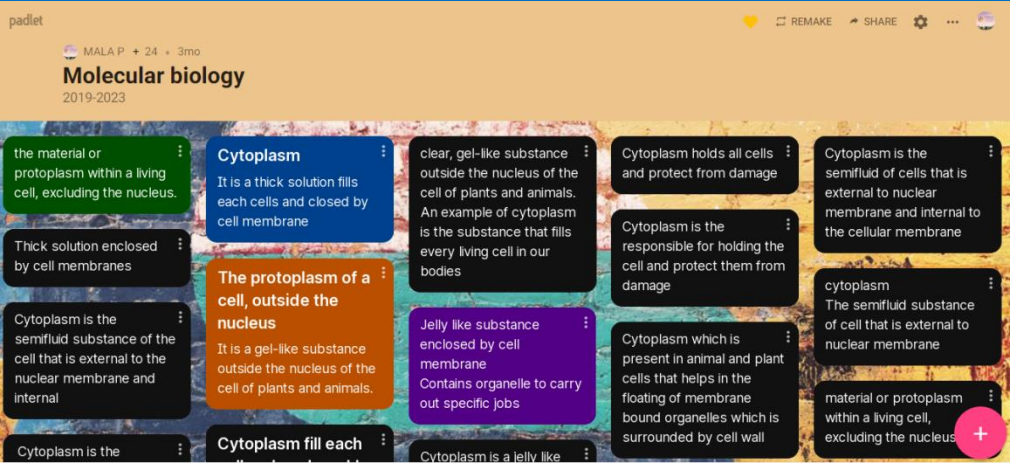 padlet
REMAKE
SHARE
MALA P + 24 • 3mo
Molecular biology
2019-2023
the material or
protoplasm within a living
cell, excluding the nucleus.
Thick solution enclosed
by cell membranes
Cytoplasm is the
semifluid substance of the
cell that is external to the
nuclear membrane and
internal
Cytoplasm is the
Cytoplasm
It is a thick solution fills
each cells and closed by
cell membrane
The protoplasm of a
cell, outside the
nucleus
It is a gel-like substance
outside the nucleus of the
cell of plants and animals.
Cytoplasm fill each
clear, gel-like substance
outside the nucleus of the
cell of plants and animals.
An example of cytoplasm
is the substance that fills
every living cell in our
bodies
Jelly like substance
enclosed by cell
membrane
Contains organelle to carry
out specific jobs
Cytoplasm is a jelly like
Cytoplasm holds all cells
and protect from damage
Cytoplasm is the
responsible for holding the
cell and protect them from
damage
Cytoplasm which is
present in animal and plant
cells that helps in the
floating of membrane
bound organelles which is
surrounded by cell wall
Cytoplasm is the
semifluid of cells that is
external to nuclear
membrane and internal to
the cellular membrane
cytoplasm
The semifluid substance
of cell that is external to
nuclear membrane
material or protoplasm
within a living cell,
excluding the nucleus